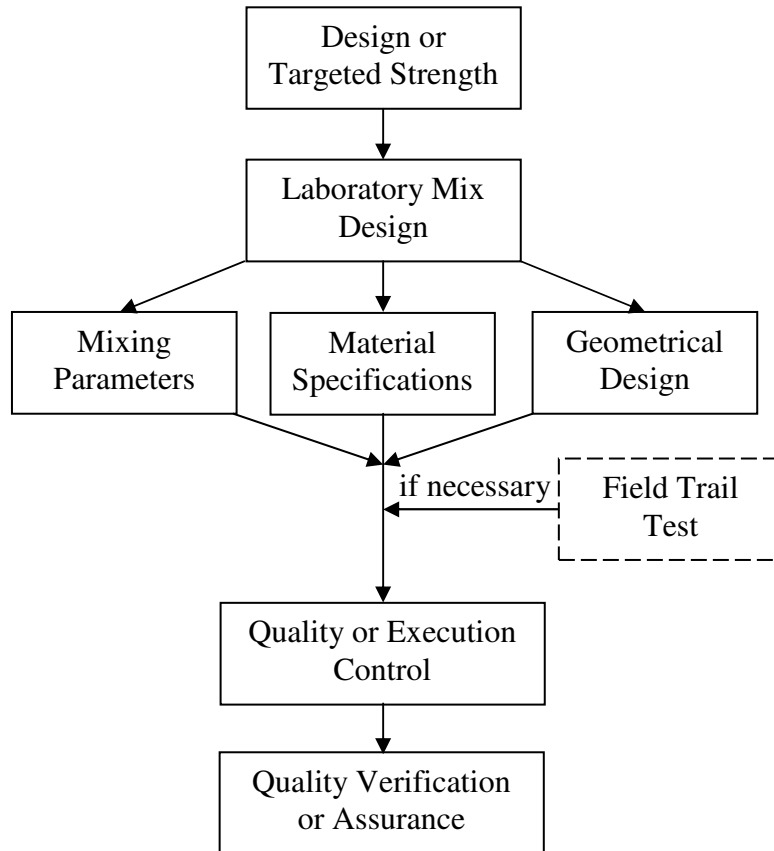 Design or
Targeted Strength
Laboratory Mix
Design
Mixing
Parameters
Material
Specifications
Geometrical
Design
if necessary
Field Trail
Test
Quality or Execution
Control
Quality Verification
or Assurance